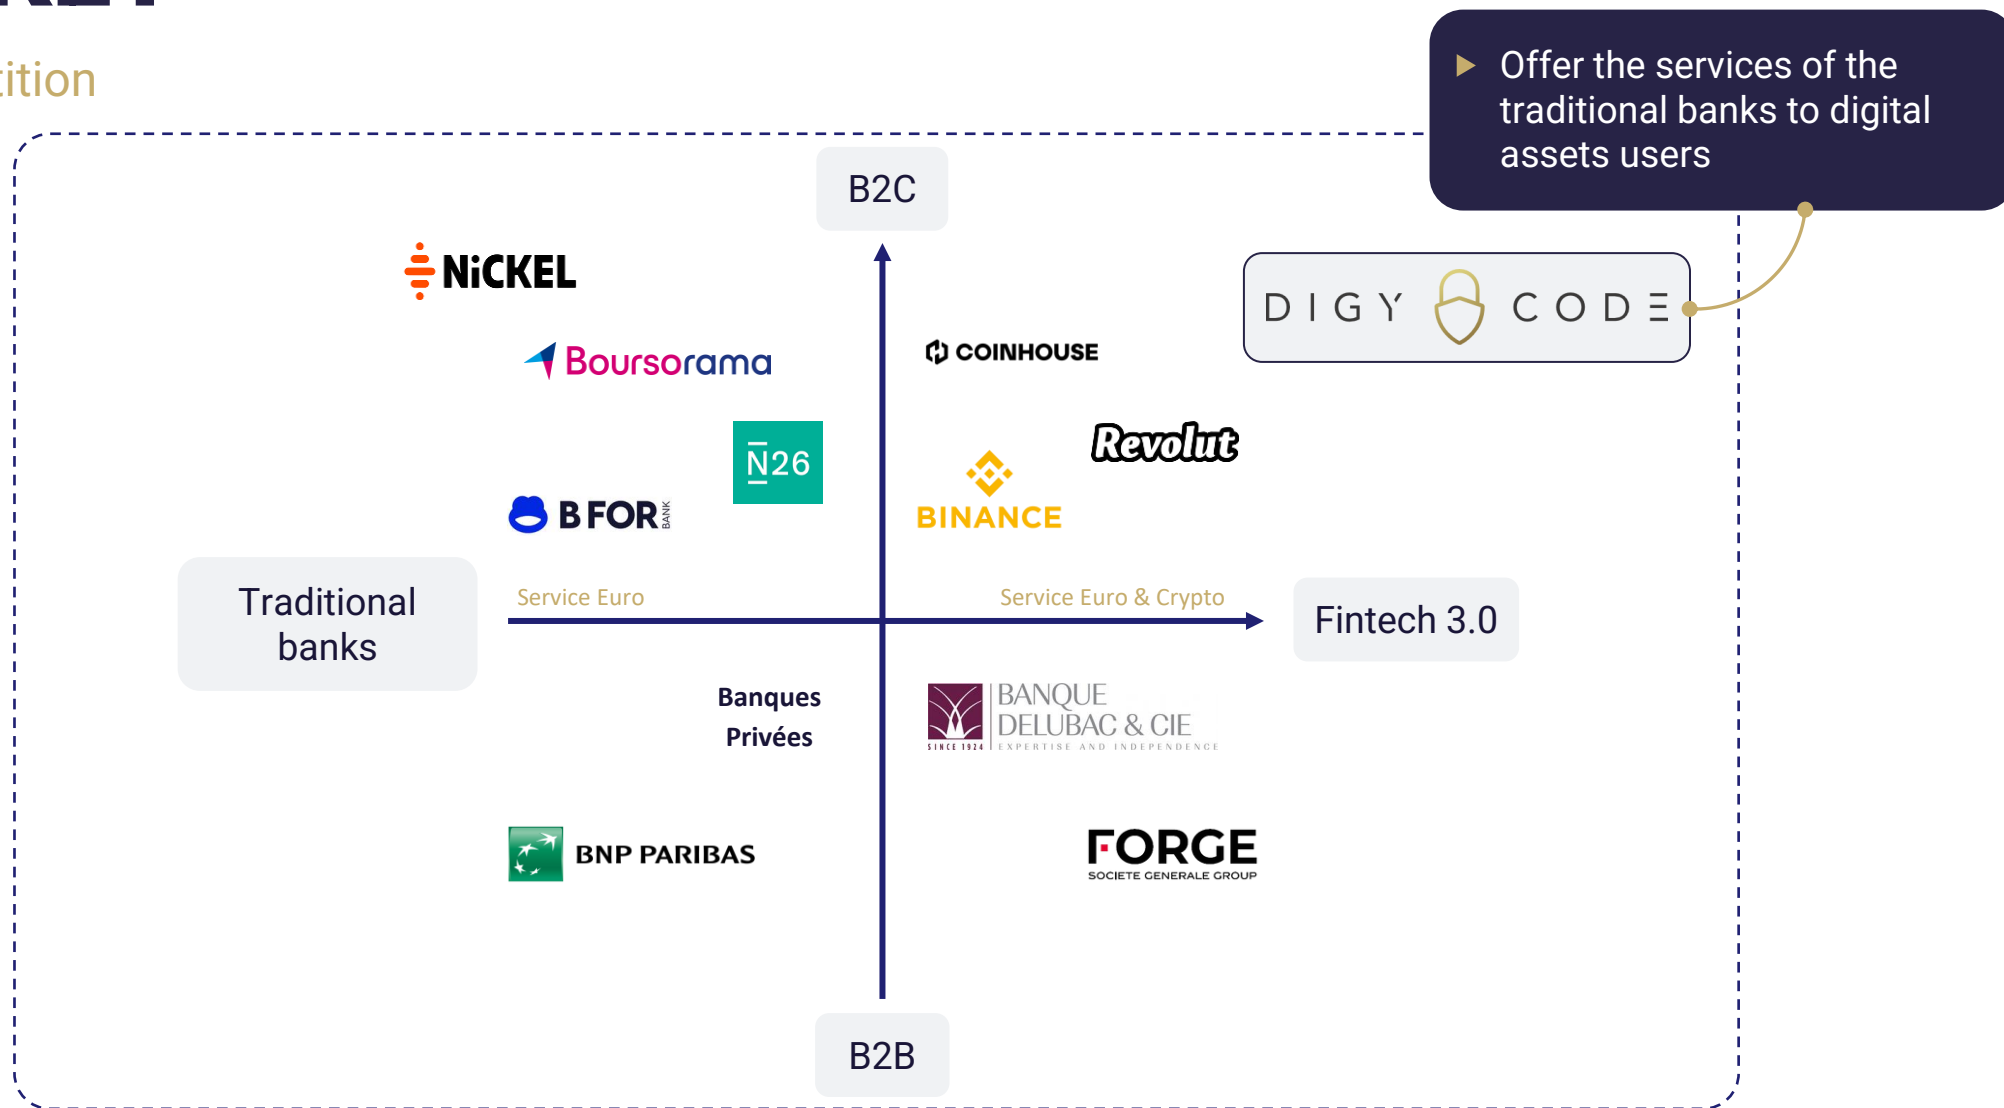 Offer the services of the
traditional banks to digital
assets users
B2C
NiCKEL
DIGY CODE
COINHOUSE
Boursorama
Revolut
N26
BINANCE
B FOR BANK
Service Euro
Service Euro & Crypto
Traditional
banks
Fintech 3.0
Banques
Privées
BANQUE
DELUBAC & CIE
SINCE 1924 EXPERTISE AND INDEPENDENCE
BNP PARIBAS
FORGE
SOCIETE GENERALE GROUP
B2B